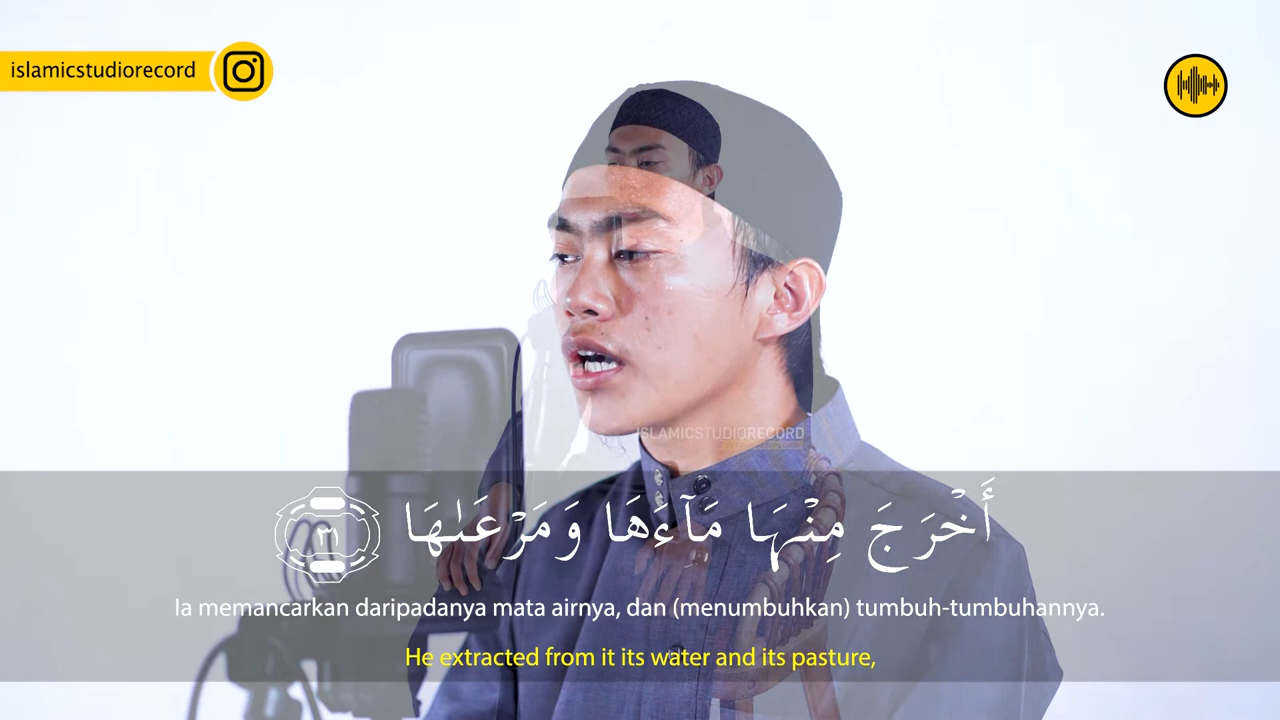 islamicstudiorecord
ISLAMICSTUDIORECORD
أَخْرَجَ مِنْهَا مَآءَهَا وَمَرْعَىٰهَا ٣١
Ia memancarkan daripadanya mata airnya, dan (menumbuhkan) tumbuh-tumbuhannya.
He extracted from it its water and its pasture,